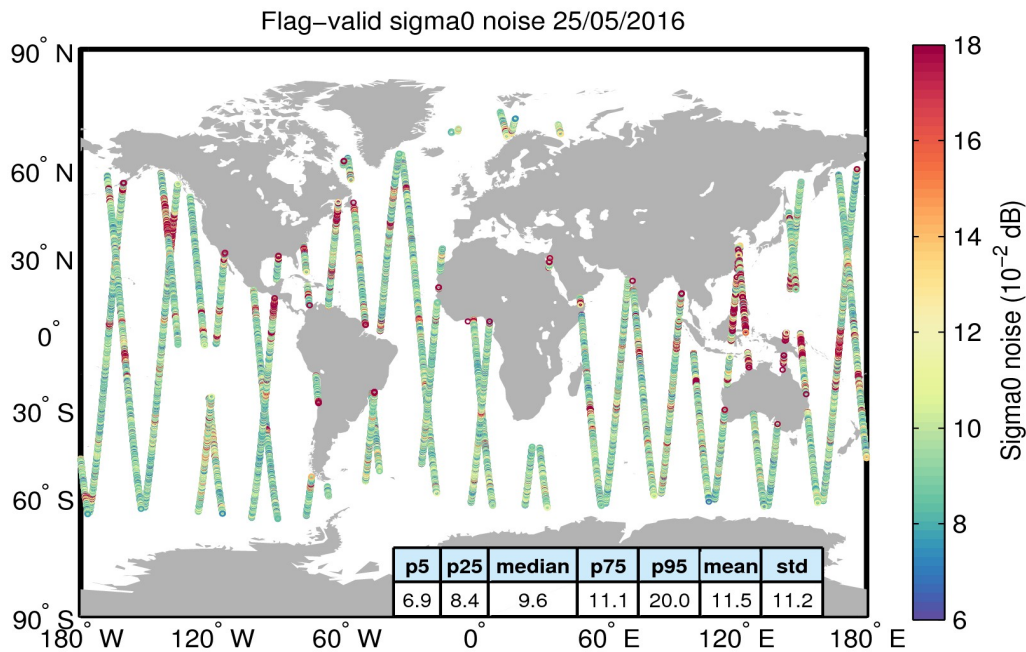 Flag−valid sigma0 noise 25/05/2016
90° N
60° N
30° N
0°
30° S
60° S
90° S
180° W
120° W
60° W
0°
60° E
120° E
180° E
p5 p25 median p75 p95 mean std
6.9 8.4 9.6 11.1 20.0 11.5 11.2
18
16
14
12
10
8
6
Sigma0 noise (10⁻² dB)